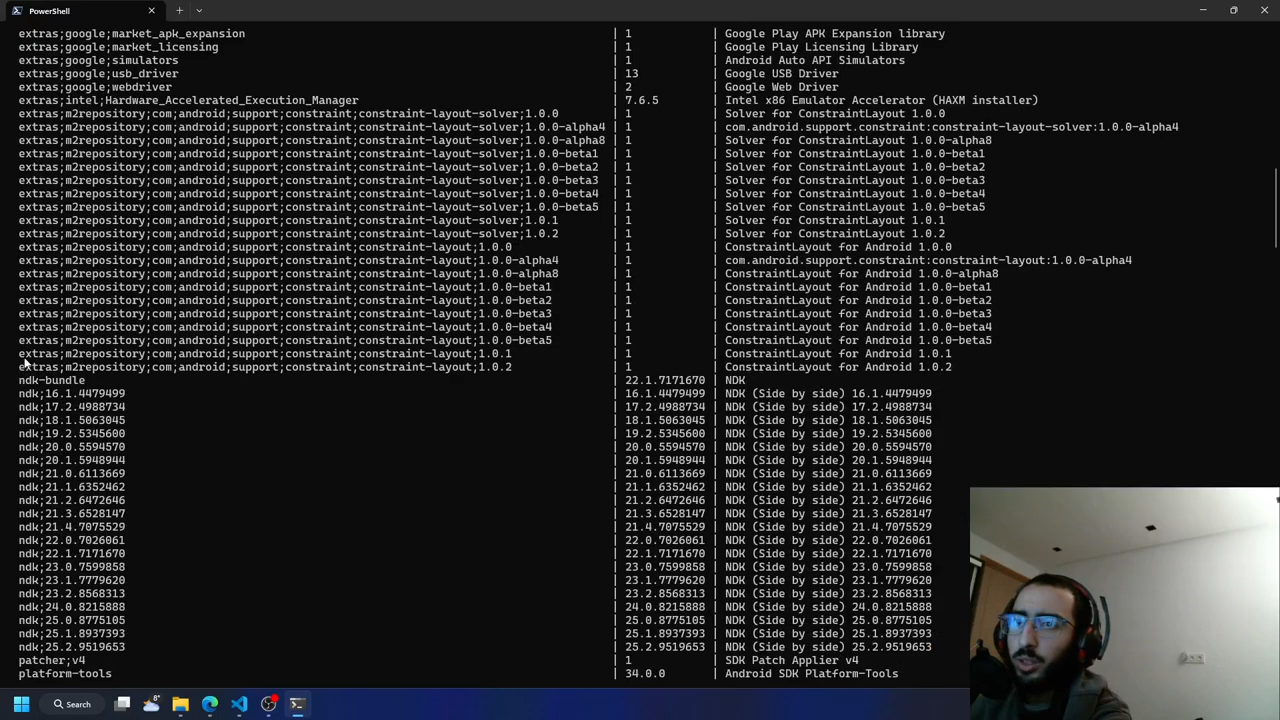 PowerShell
extras;google;market_apk_expansion | 1 | Google Play APK Expansion library
extras;google;market_licensing | 1 | Google Play Licensing Library
extras;google;simulators | 1 | Android Auto API Simulators
extras;google;usb_driver | 13 | Google USB Driver
extras;google;webdriver | 2 | Google Web Driver
extras;intel;Hardware_Accelerated_Execution_Manager | 7.6.5 | Intel x86 Emulator Accelerator (HAXM installer)
extras;m2repository;com;android;support;constraint;constraint-layout-solver;1.0.0 | 1 | Solver for ConstraintLayout 1.0.0
extras;m2repository;com;android;support;constraint;constraint-layout-solver;1.0.0-alpha4 | 1 | com.android.support.constraint:constraint-layout-solver:1.0.0-alpha4
extras;m2repository;com;android;support;constraint;constraint-layout-solver;1.0.0-alpha8 | 1 | Solver for ConstraintLayout 1.0.0-alpha8
extras;m2repository;com;android;support;constraint;constraint-layout-solver;1.0.0-beta1 | 1 | Solver for ConstraintLayout 1.0.0-beta1
extras;m2repository;com;android;support;constraint;constraint-layout-solver;1.0.0-beta2 | 1 | Solver for ConstraintLayout 1.0.0-beta2
extras;m2repository;com;android;support;constraint;constraint-layout-solver;1.0.0-beta3 | 1 | Solver for ConstraintLayout 1.0.0-beta3
extras;m2repository;com;android;support;constraint;constraint-layout-solver;1.0.0-beta4 | 1 | Solver for ConstraintLayout 1.0.0-beta4
extras;m2repository;com;android;support;constraint;constraint-layout-solver;1.0.0-beta5 | 1 | Solver for ConstraintLayout 1.0.0-beta5
extras;m2repository;com;android;support;constraint;constraint-layout-solver;1.0.1 | 1 | Solver for ConstraintLayout 1.0.1
extras;m2repository;com;android;support;constraint;constraint-layout-solver;1.0.2 | 1 | Solver for ConstraintLayout 1.0.2
extras;m2repository;com;android;support;constraint;constraint-layout;1.0.0 | 1 | ConstraintLayout for Android 1.0.0
extras;m2repository;com;android;support;constraint;constraint-layout;1.0.0-alpha4 | 1 | com.android.support.constraint:constraint-layout:1.0.0-alpha4
extras;m2repository;com;android;support;constraint;constraint-layout;1.0.0-alpha8 | 1 | ConstraintLayout for Android 1.0.0-alpha8
extras;m2repository;com;android;support;constraint;constraint-layout;1.0.0-beta1 | 1 | ConstraintLayout for Android 1.0.0-beta1
extras;m2repository;com;android;support;constraint;constraint-layout;1.0.0-beta2 | 1 | ConstraintLayout for Android 1.0.0-beta2
extras;m2repository;com;android;support;constraint;constraint-layout;1.0.0-beta3 | 1 | ConstraintLayout for Android 1.0.0-beta3
extras;m2repository;com;android;support;constraint;constraint-layout;1.0.0-beta4 | 1 | ConstraintLayout for Android 1.0.0-beta4
extras;m2repository;com;android;support;constraint;constraint-layout;1.0.0-beta5 | 1 | ConstraintLayout for Android 1.0.0-beta5
extras;m2repository;com;android;support;constraint;constraint-layout;1.0.1 | 1 | ConstraintLayout for Android 1.0.1
extras;m2repository;com;android;support;constraint;constraint-layout;1.0.2 | 1 | ConstraintLayout for Android 1.0.2
ndk-bundle | 22.1.7171670 | NDK
ndk;16.1.4479499 | 16.1.4479499 | NDK (Side by side) 16.1.4479499
ndk;17.2.4988734 | 17.2.4988734 | NDK (Side by side) 17.2.4988734
ndk;18.1.5063045 | 18.1.5063045 | NDK (Side by side) 18.1.5063045
ndk;19.2.5345600 | 19.2.5345600 | NDK (Side by side) 19.2.5345600
ndk;20.0.5594570 | 20.0.5594570 | NDK (Side by side) 20.0.5594570
ndk;20.1.5948944 | 20.1.5948944 | NDK (Side by side) 20.1.5948944
ndk;21.0.6113669 | 21.0.6113669 | NDK (Side by side) 21.0.6113669
ndk;21.1.6352462 | 21.1.6352462 | NDK (Side by side) 21.1.6352462
ndk;21.2.6472646 | 21.2.6472646 | NDK (Side by side) 21.2.6472646
ndk;21.3.6528147 | 21.3.6528147 | NDK (Side by side) 21.3.6528147
ndk;21.4.7075529 | 21.4.7075529 | NDK (Side by side) 21.4.7075529
ndk;22.0.7026061 | 22.0.7026061 | NDK (Side by side) 22.0.7026061
ndk;22.1.7171670 | 22.1.7171670 | NDK (Side by side) 22.1.7171670
ndk;23.0.7599858 | 23.0.7599858 | NDK (Side by side) 23.0.7599858
ndk;23.1.7779620 | 23.1.7779620 | NDK (Side by side) 23.1.7779620
ndk;23.2.8568313 | 23.2.8568313 | NDK (Side by side) 23.2.8568313
ndk;24.0.8215888 | 24.0.8215888 | NDK (Side by side) 24.0.8215888
ndk;25.0.8775105 | 25.0.8775105 | NDK (Side by side) 25.0.8775105
ndk;25.1.8937393 | 25.1.8937393 | NDK (Side by side) 25.1.8937393
ndk;25.2.9519653 | 25.2.9519653 | NDK (Side by side) 25.2.9519653
patcher;v4 | 1 | SDK Patch Applier v4
platform-tools | 34.0.0 | Android SDK Platform-Tools
Search
8°